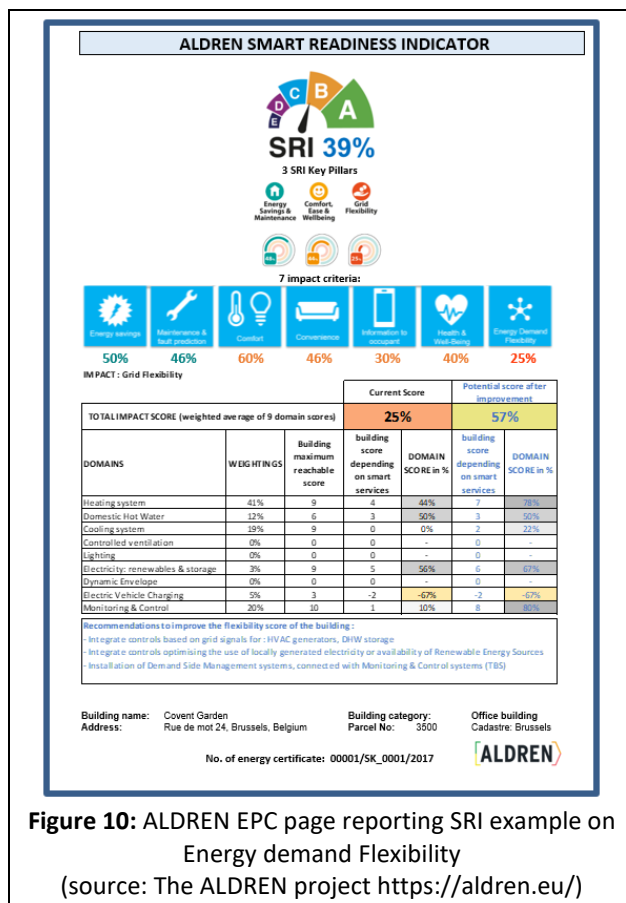 ALDREN SMART READINESS INDICATOR
E D C B A
SRI 39%
3 SRI Key Pillars
Energy Savings & Maintenance
Comfort, Ease & Wellbeing
Grid Flexibility
48% 44% 25%
7 impact criteria:
Energy savings
Maintenance & fault prediction
Comfort
Convenience
Information to occupant
Health & Well-Being
Energy Demand Flexibility
50% 46% 60% 46% 30% 40% 25%
IMPACT : Grid Flexibility
Current Score
Potential score after improvement
TOTAL IMPACT SCORE (weighted average of 9 domain scores) 25% 57%
DOMAINS
WEIGHTINGS
Building maximum reachable score
building score depending on smart services
DOMAIN SCORE in %
building score depending on smart services
DOMAIN SCORE in %
Heating system 41% 9 4 44% 7 78%
Domestic Hot Water 12% 6 3 50% 3 50%
Cooling system 19% 9 0 0% 2 22%
Controlled ventilation 0% 0 0 - 0 -
Lighting 0% 0 0 - 0 -
Electricity: renewables & storage 3% 9 5 56% 6 67%
Dynamic Envelope 0% 0 0 - 0 -
Electric Vehicle Charging 5% 3 -2 -67% -2 -67%
Monitoring & Control 20% 10 1 10% 8 80%
Recommendations to improve the flexibility score of the building :
- Integrate controls based on grid signals for : HVAC generators, DHW storage
- Integrate controls optimising the use of locally generated electricity or availability of Renewable Energy Sources
- Installation of Demand Side Management systems, connected with Monitoring & Control systems (TBS)
Building name: Covent Garden Building category: Office building
Address: Rue de mot 24, Brussels, Belgium Parcel No: 3500 Cadastre: Brussels
No. of energy certificate: 00001/SK_0001/2017
[ALDREN]
Figure 10: ALDREN EPC page reporting SRI example on
Energy demand Flexibility
(source: The ALDREN project https://aldren.eu/)